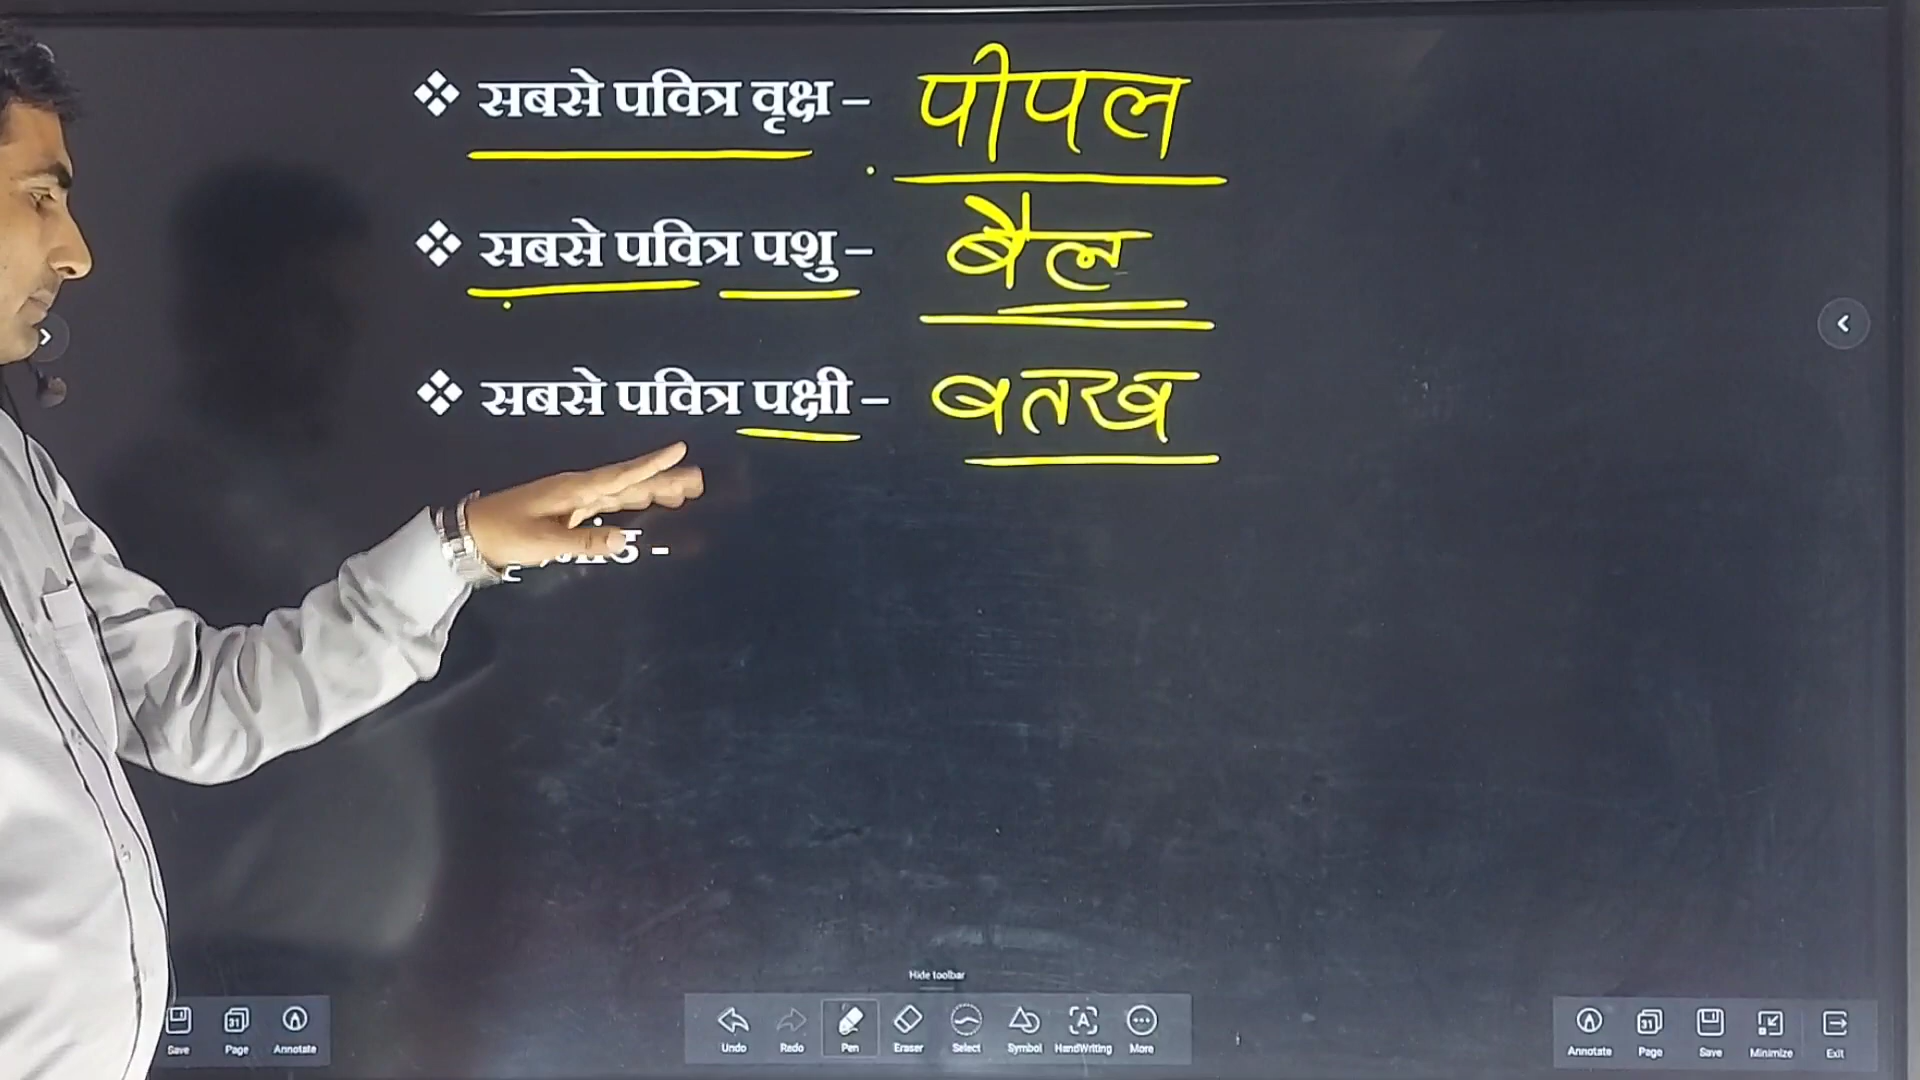 ❖ सबसे पवित्र वृक्ष – पीपल
❖ सबसे पवित्र पशु – बैल
❖ सबसे पवित्र पक्षी – बतख
Hide toolbar
Save Page Annotate
Undo Redo Pen Eraser Select Symbol HandWriting More
Annotate Page Save Minimize Exit